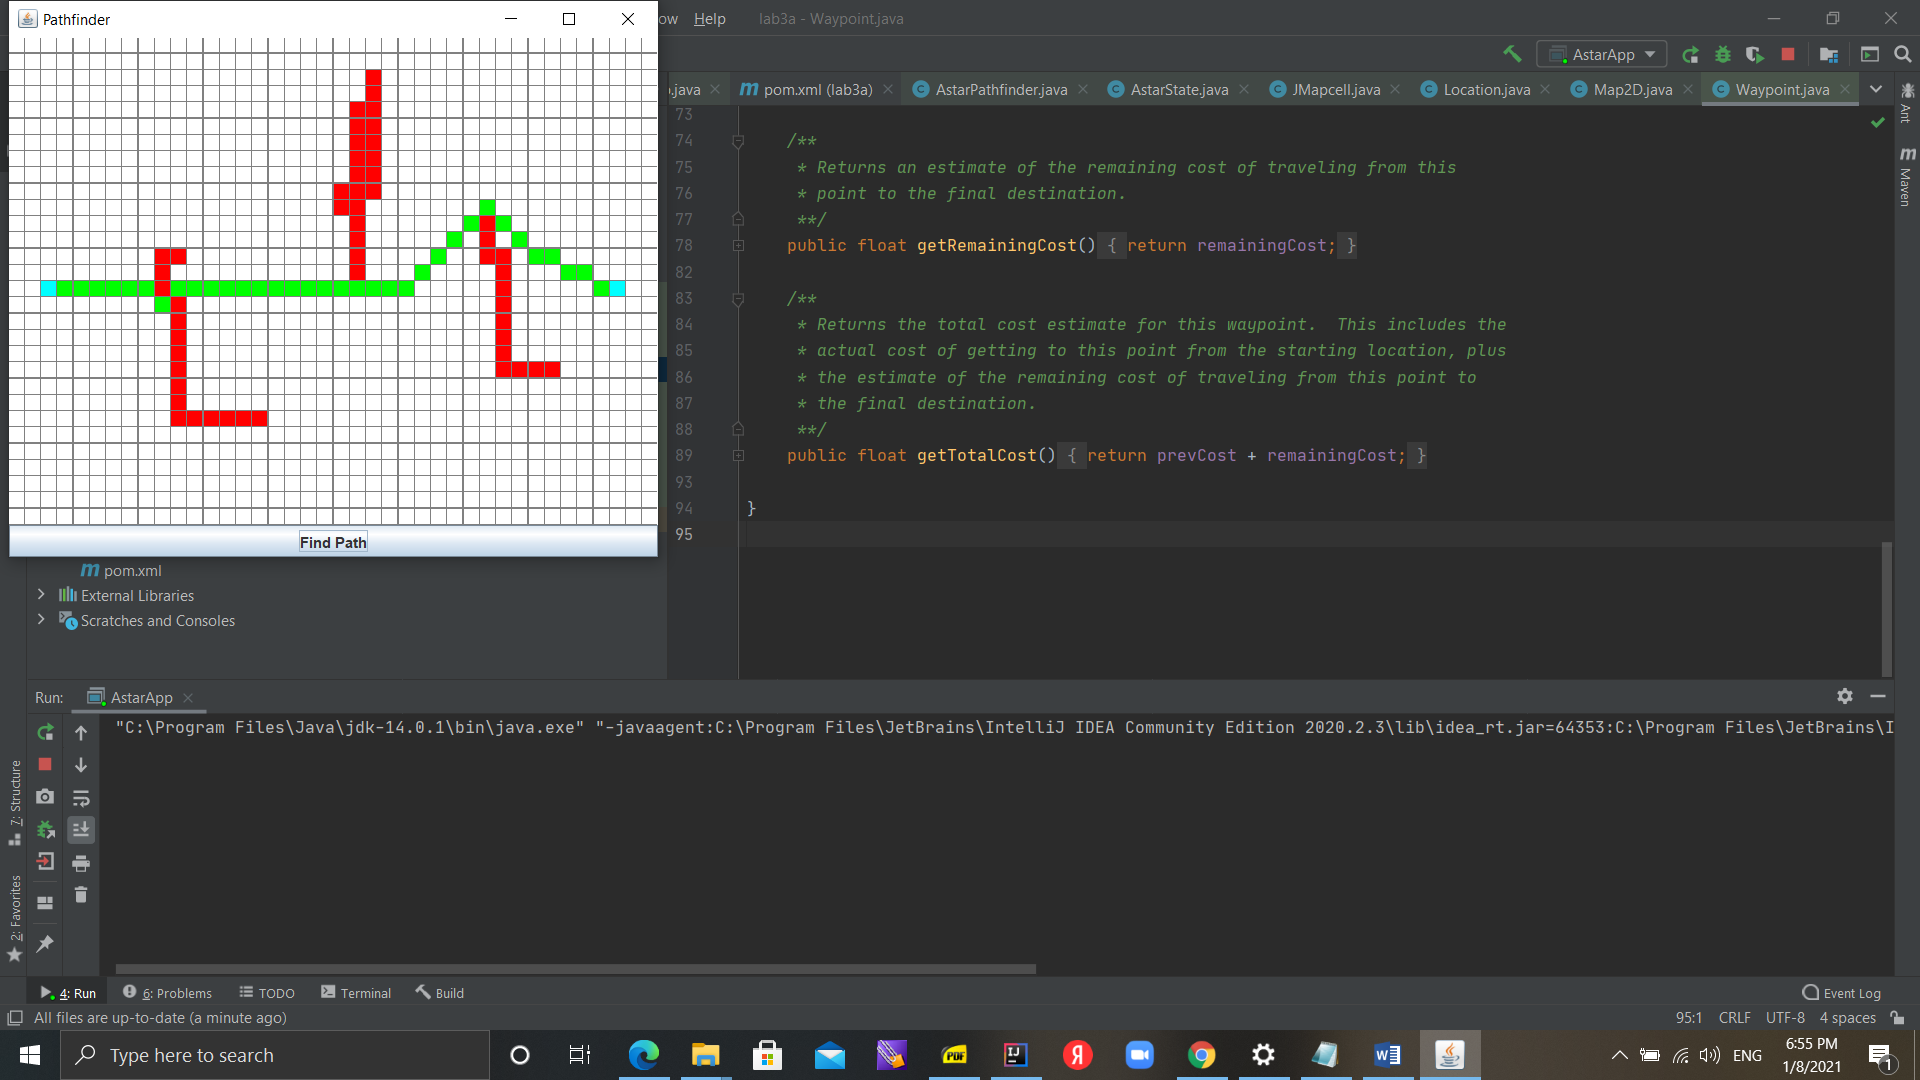 Pathfinder
ow Help lab3a - Waypoint.java
AstarApp
.java pom.xml (lab3a) AstarPathfinder.java AstarState.java JMapcell.java Location.java Map2D.java Waypoint.java
Ant
Maven
73
74 /**
75 * Returns an estimate of the remaining cost of traveling from this
76 * point to the final destination.
77 **/
78 public float getRemainingCost() { return remainingCost; }
82
83 /**
84 * Returns the total cost estimate for this waypoint.  This includes the
85 * actual cost of getting to this point from the starting location, plus
86 * the estimate of the remaining cost of traveling from this point to
87 * the final destination.
88 **/
89 public float getTotalCost() { return prevCost + remainingCost; }
93
94 }
95
Find Path
pom.xml
External Libraries
Scratches and Consoles
Run: AstarApp
"C:\Program Files\Java\jdk-14.0.1\bin\java.exe" "-javaagent:C:\Program Files\JetBrains\IntelliJ IDEA Community Edition 2020.2.3\lib\idea_rt.jar=64353:C:\Program Files\JetBrains\I
7: Structure
2: Favorites
4: Run 6: Problems TODO Terminal Build Event Log
All files are up-to-date (a minute ago) 95:1 CRLF UTF-8 4 spaces
Type here to search
PDF
IJ
Я
W
ENG
6:55 PM
1/8/2021
1